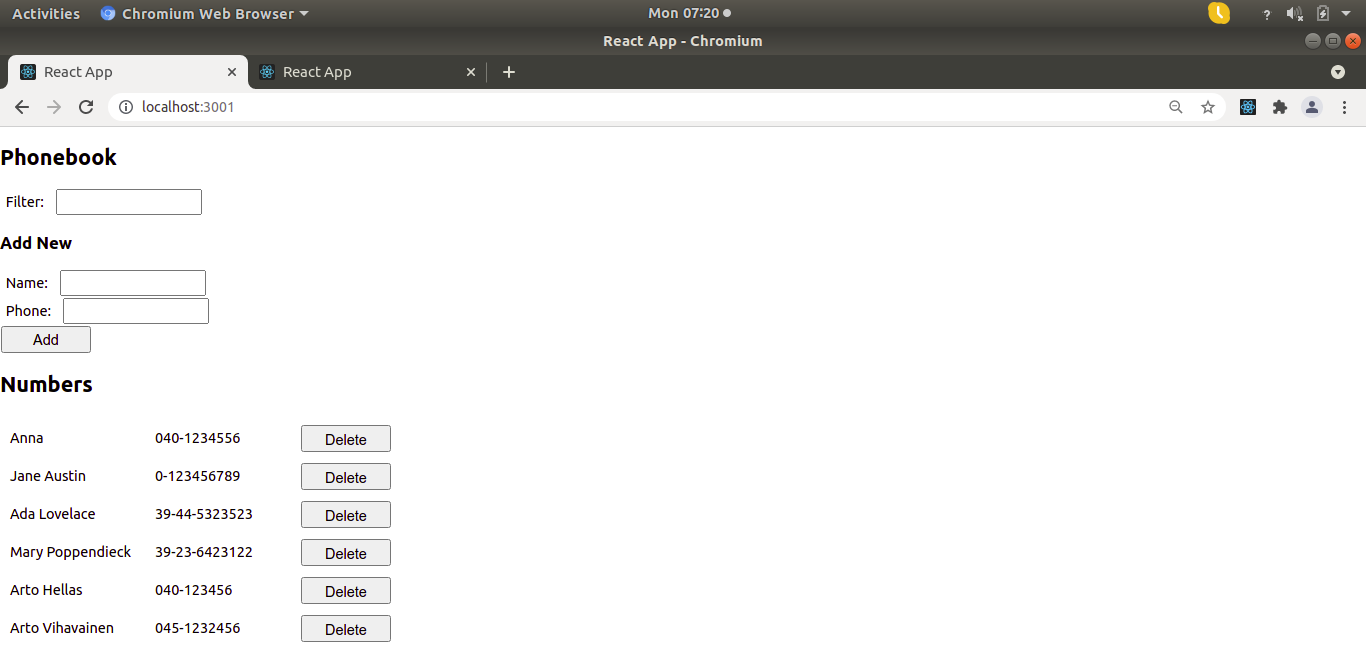 Activities Chromium Web Browser Mon 07:20 ?
React App - Chromium
React App React App
localhost:3001
Phonebook
Filter:
Add New
Name:
Phone:
Add
Numbers
Anna 040-1234556 Delete
Jane Austin 0-123456789 Delete
Ada Lovelace 39-44-5323523 Delete
Mary Poppendieck 39-23-6423122 Delete
Arto Hellas 040-123456 Delete
Arto Vihavainen 045-1232456 Delete